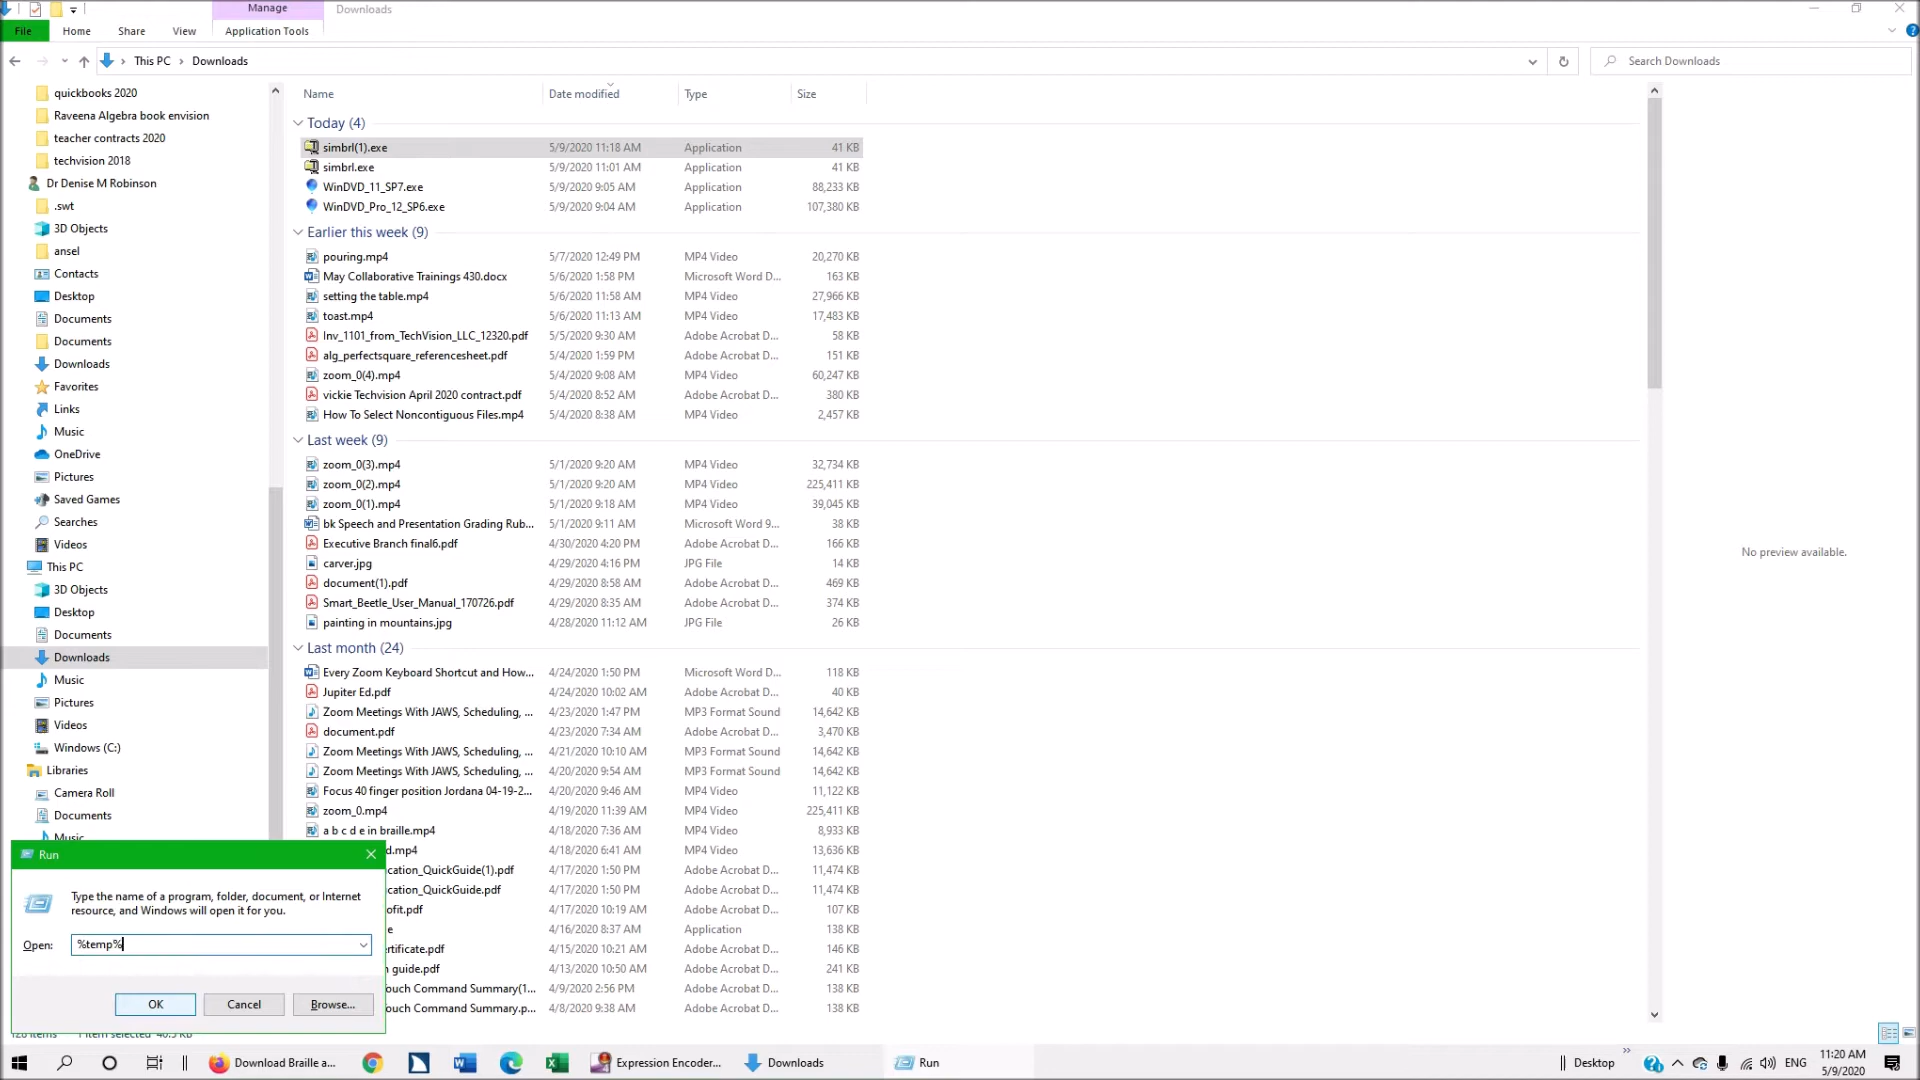 Manage
Downloads
File
Home
Share
View
Application Tools
This PC
Downloads
Search Downloads
quickbooks 2020
Raveena Algebra book envision
teacher contracts 2020
techvision 2018
Dr Denise M Robinson
.swt
3D Objects
ansel
Contacts
Desktop
Documents
Documents
Downloads
Favorites
Links
Music
OneDrive
Pictures
Saved Games
Searches
Videos
This PC
3D Objects
Desktop
Documents
Downloads
Music
Pictures
Videos
Windows (C:)
Libraries
Camera Roll
Documents
Music
Name Date modified Type Size
Today (4)
simbrl(1).exe 5/9/2020 11:18 AM Application 41 KB
simbrl.exe 5/9/2020 11:01 AM Application 41 KB
WinDVD_11_SP7.exe 5/9/2020 9:05 AM Application 88,233 KB
WinDVD_Pro_12_SP6.exe 5/9/2020 9:04 AM Application 107,380 KB
Earlier this week (9)
pouring.mp4 5/7/2020 12:49 PM MP4 Video 20,270 KB
May Collaborative Trainings 430.docx 5/6/2020 1:58 PM Microsoft Word D... 163 KB
setting the table.mp4 5/6/2020 11:58 AM MP4 Video 27,966 KB
toast.mp4 5/6/2020 11:13 AM MP4 Video 17,483 KB
Inv_1101_from_TechVision_LLC_12320.pdf 5/5/2020 9:30 AM Adobe Acrobat D... 58 KB
alg_perfectsquare_referencesheet.pdf 5/4/2020 1:59 PM Adobe Acrobat D... 151 KB
zoom_0(4).mp4 5/4/2020 9:08 AM MP4 Video 60,247 KB
vickie Techvision April 2020 contract.pdf 5/4/2020 8:52 AM Adobe Acrobat D... 380 KB
How To Select Noncontiguous Files.mp4 5/4/2020 8:38 AM MP4 Video 2,457 KB
Last week (9)
zoom_0(3).mp4 5/1/2020 9:20 AM MP4 Video 32,734 KB
zoom_0(2).mp4 5/1/2020 9:20 AM MP4 Video 225,411 KB
zoom_0(1).mp4 5/1/2020 9:18 AM MP4 Video 39,045 KB
bk Speech and Presentation Grading Rub... 5/1/2020 9:11 AM Microsoft Word 9... 38 KB
Executive Branch final6.pdf 4/30/2020 4:20 PM Adobe Acrobat D... 166 KB
carver.jpg 4/29/2020 4:16 PM JPG File 14 KB
document(1).pdf 4/29/2020 8:58 AM Adobe Acrobat D... 469 KB
Smart_Beetle_User_Manual_170726.pdf 4/29/2020 8:35 AM Adobe Acrobat D... 374 KB
painting in mountains.jpg 4/28/2020 11:12 AM JPG File 26 KB
Last month (24)
Every Zoom Keyboard Shortcut and How... 4/24/2020 1:50 PM Microsoft Word D... 118 KB
Jupiter Ed.pdf 4/24/2020 10:02 AM Adobe Acrobat D... 40 KB
Zoom Meetings With JAWS, Scheduling, ... 4/23/2020 1:47 PM MP3 Format Sound 14,642 KB
document.pdf 4/23/2020 7:34 AM Adobe Acrobat D... 3,470 KB
Zoom Meetings With JAWS, Scheduling, ... 4/21/2020 10:10 AM MP3 Format Sound 14,642 KB
Zoom Meetings With JAWS, Scheduling, ... 4/20/2020 9:54 AM MP3 Format Sound 14,642 KB
Focus 40 finger position Jordana 04-19-2... 4/20/2020 9:46 AM MP4 Video 11,122 KB
zoom_0.mp4 4/19/2020 11:39 AM MP4 Video 225,411 KB
a b c d e in braille.mp4 4/18/2020 7:36 AM MP4 Video 8,933 KB
d.mp4 4/18/2020 6:41 AM MP4 Video 13,636 KB
cation_QuickGuide(1).pdf 4/17/2020 1:50 PM Adobe Acrobat D... 11,474 KB
cation_QuickGuide.pdf 4/17/2020 1:50 PM Adobe Acrobat D... 11,474 KB
ofit.pdf 4/17/2020 10:19 AM Adobe Acrobat D... 107 KB
e 4/16/2020 8:37 AM Application 138 KB
ertificate.pdf 4/15/2020 10:21 AM Adobe Acrobat D... 146 KB
n guide.pdf 4/13/2020 10:50 AM Adobe Acrobat D... 241 KB
ouch Command Summary(1... 4/9/2020 2:56 PM Adobe Acrobat D... 138 KB
ouch Command Summary.p... 4/8/2020 9:38 AM Adobe Acrobat D... 138 KB
No preview available.
Run
Type the name of a program, folder, document, or Internet
resource, and Windows will open it for you.
Open: %temp%
OK Cancel Browse...
Download Braille a...
Expression Encoder...
Downloads
Run
Desktop
ENG
11:20 AM
5/9/2020